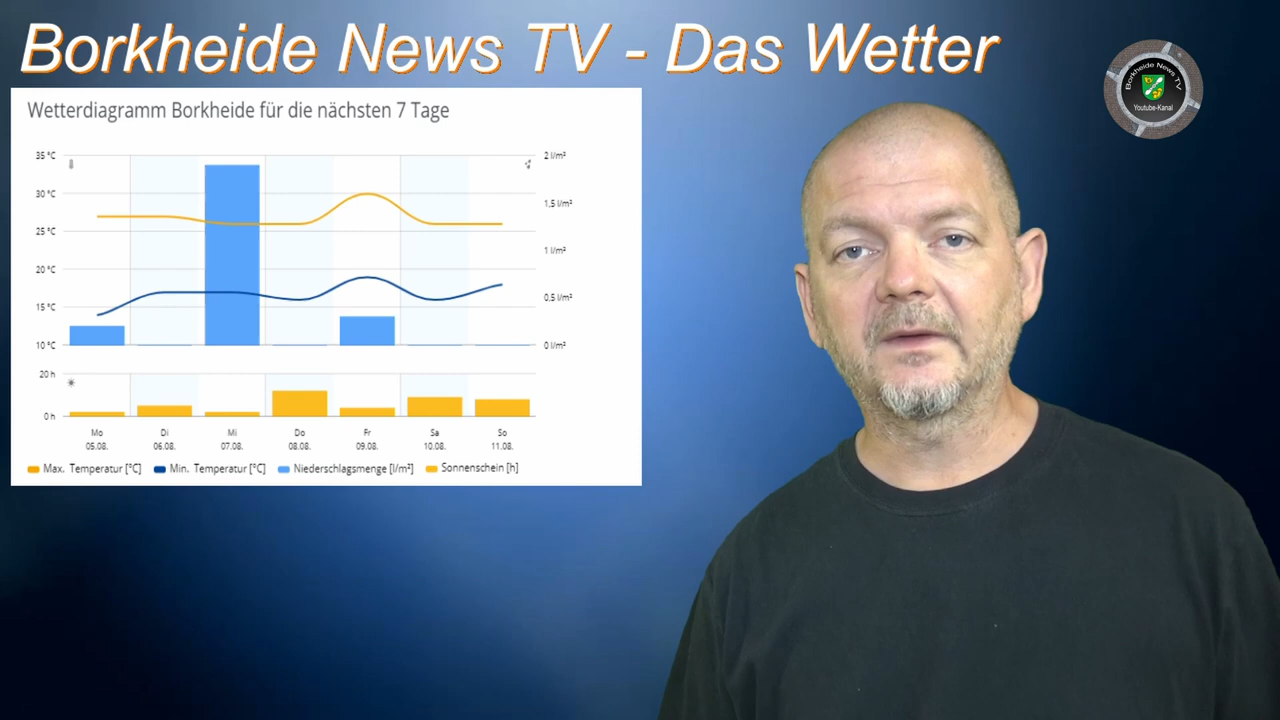 Borkheide News TV - Das Wetter
Borkheide News TV
Youtube-Kanal
Wetterdiagramm Borkheide für die nächsten 7 Tage
35 °C
30 °C
25 °C
20 °C
15 °C
10 °C
2 l/m²
1,5 l/m²
1 l/m²
0,5 l/m²
0 l/m²
20 h
0 h
Mo Di Mi Do Fr Sa So
05.08. 06.08. 07.08. 08.08. 09.08. 10.08. 11.08.
Max. Temperatur [°C] Min. Temperatur [°C] Niederschlagsmenge [l/m²] Sonnenschein [h]